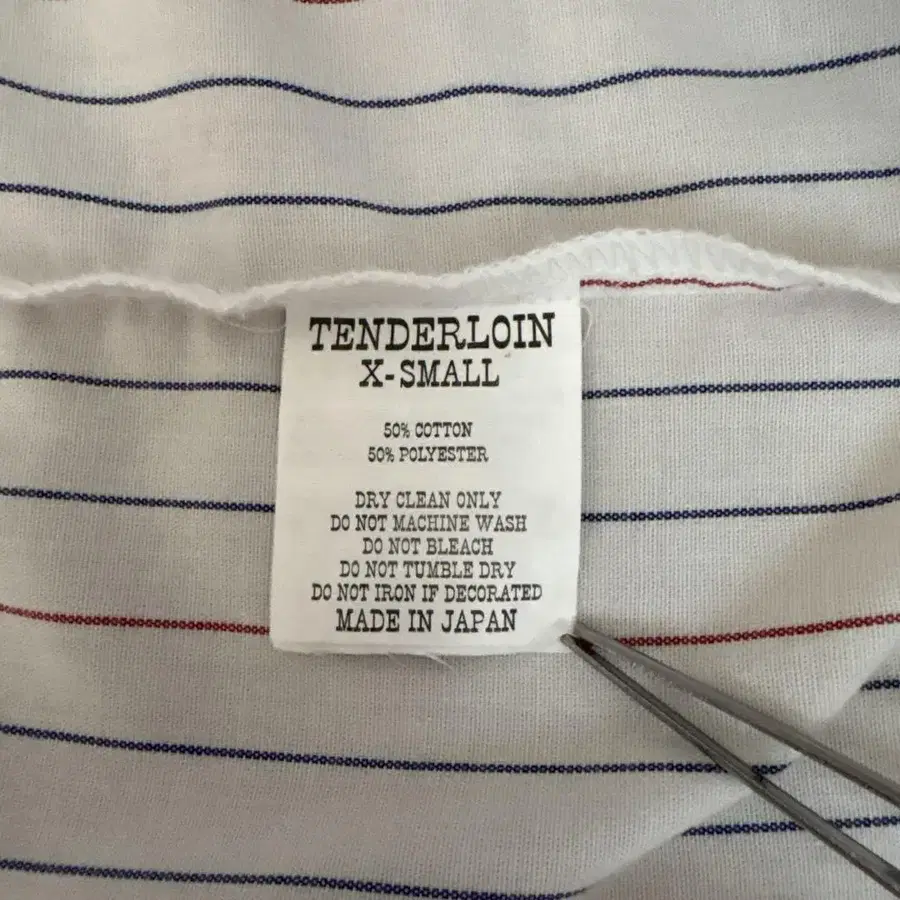 TENDERLOIN
X-SMALL
50% COTTON
50% POLYESTER
DRY CLEAN ONLY
DO NOT MACHINE WASH
DO NOT BLEACH
DO NOT TUMBLE DRY
DO NOT IRON IF DECORATED
MADE IN JAPAN